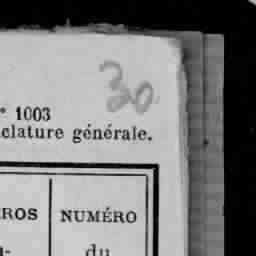 30
° 1003
clature générale.
ROS NUMÉRO
du